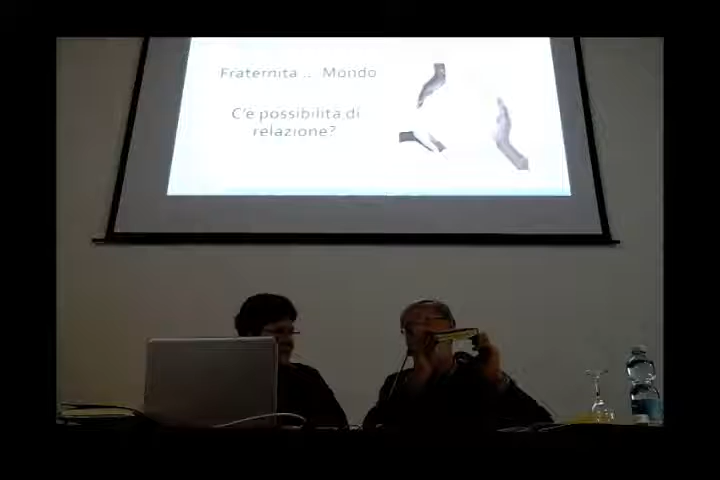 Fraternita ... Mondo
C'è possibilita di
relazione?